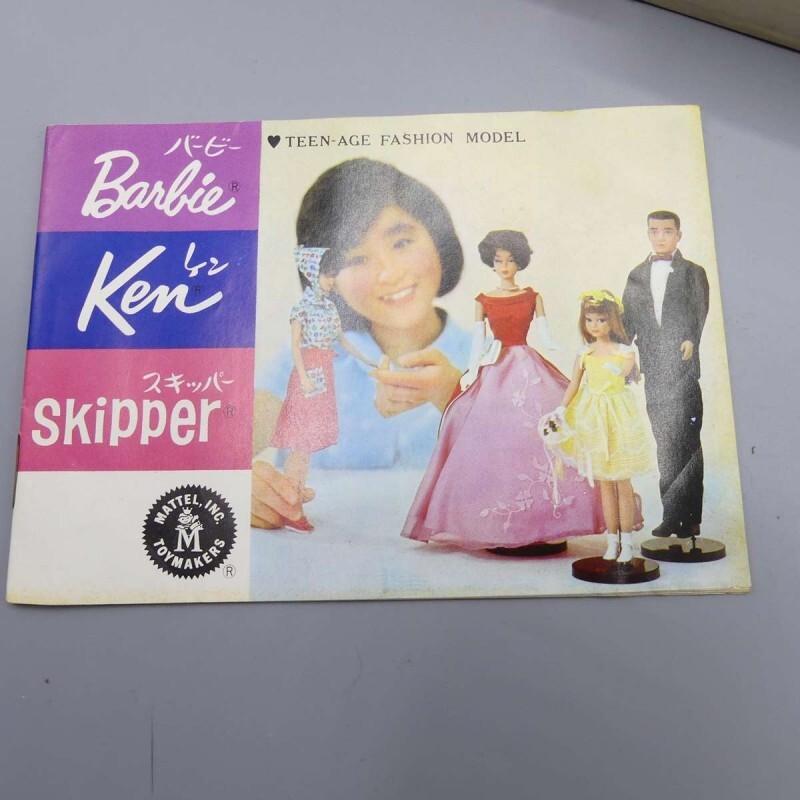 バービー
Barbie®
ケン
Ken®
スキッパー
Skipper®
MATTEL, INC.
M
TOYMAKERS
®
♥ TEEN-AGE FASHION MODEL